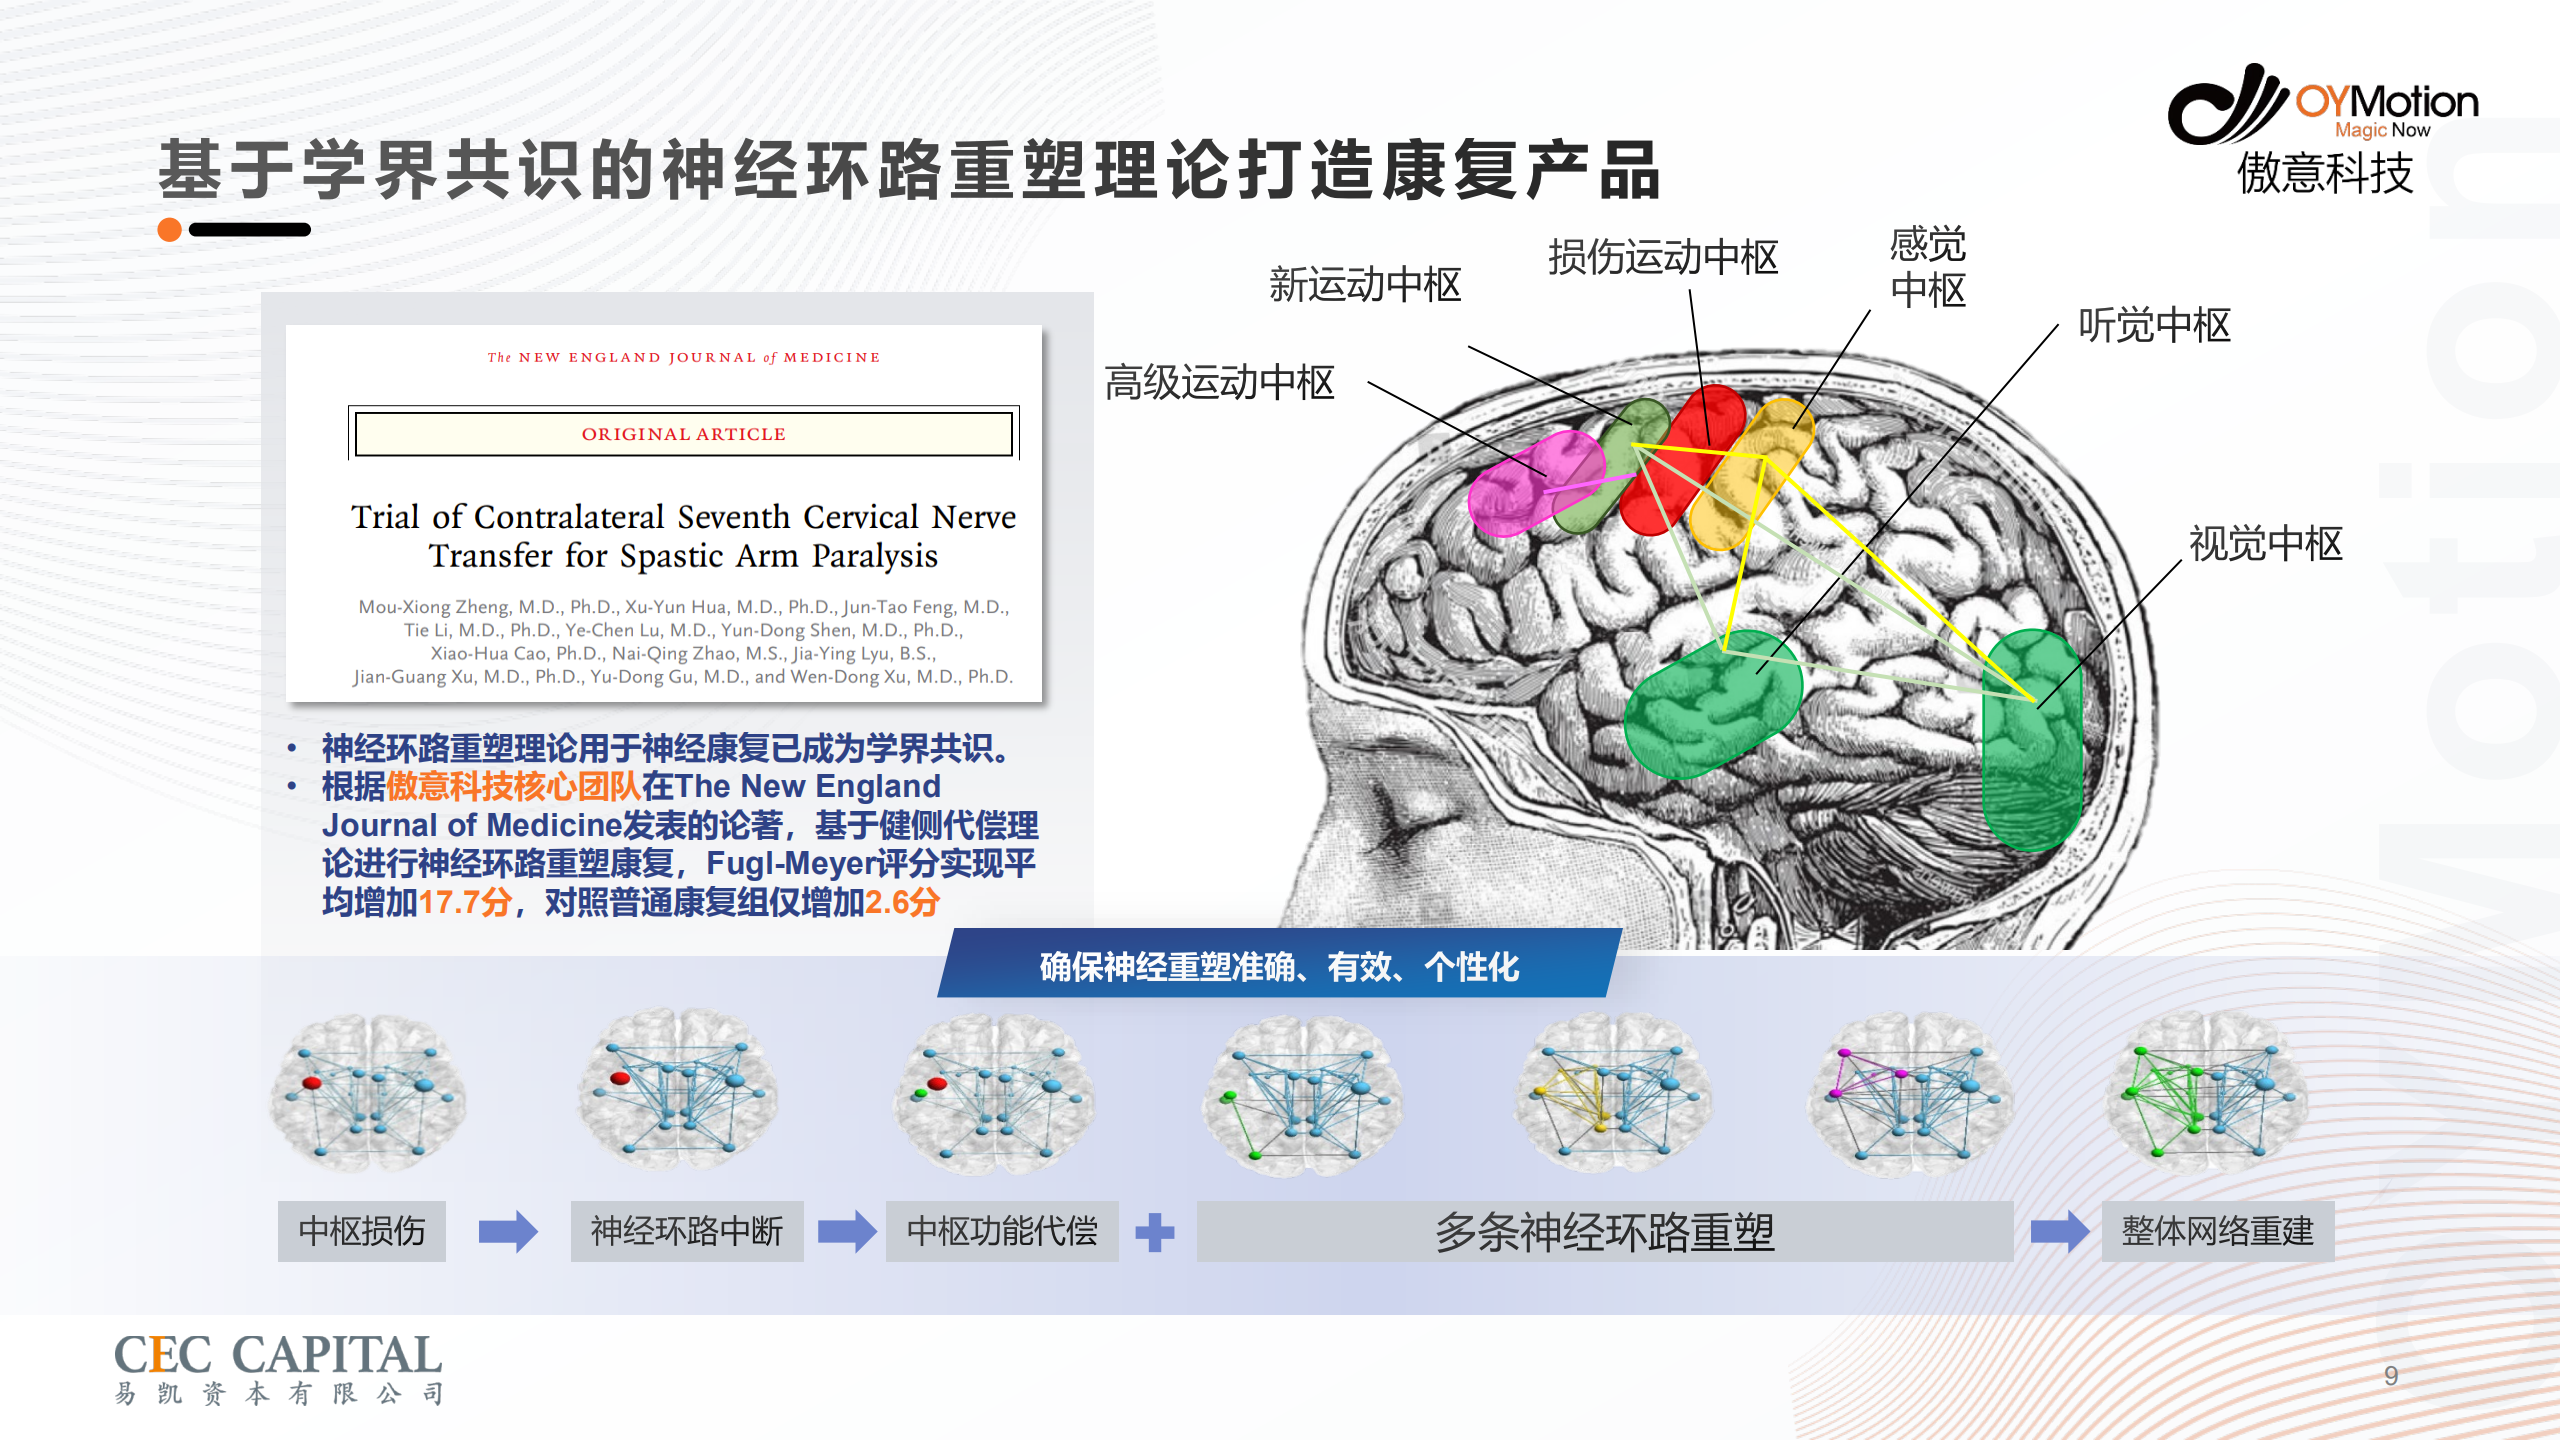 OYMotion
Magic Now
傲意科技
基于学界共识的神经环路重塑理论打造康复产品
The NEW ENGLAND JOURNAL of MEDICINE
ORIGINAL ARTICLE
Trial of Contralateral Seventh Cervical Nerve
Transfer for Spastic Arm Paralysis
Mou-Xiong Zheng, M.D., Ph.D., Xu-Yun Hua, M.D., Ph.D., Jun-Tao Feng, M.D.,
Tie Li, M.D., Ph.D., Ye-Chen Lu, M.D., Yun-Dong Shen, M.D., Ph.D.,
Xiao-Hua Cao, Ph.D., Nai-Qing Zhao, M.S., Jia-Ying Lyu, B.S.,
Jian-Guang Xu, M.D., Ph.D., Yu-Dong Gu, M.D., and Wen-Dong Xu, M.D., Ph.D.
• 神经环路重塑理论用于神经康复已成为学界共识。
• 根据傲意科技核心团队在The New England
Journal of Medicine发表的论著，基于健侧代偿理
论进行神经环路重塑康复，Fugl-Meyer评分实现平
均增加17.7分，对照普通康复组仅增加2.6分
高级运动中枢
新运动中枢
损伤运动中枢
感觉
中枢
听觉中枢
视觉中枢
确保神经重塑准确、有效、个性化
中枢损伤
神经环路中断
中枢功能代偿
多条神经环路重塑
整体网络重建
CEC CAPITAL
易凯资本有限公司
9
Motion